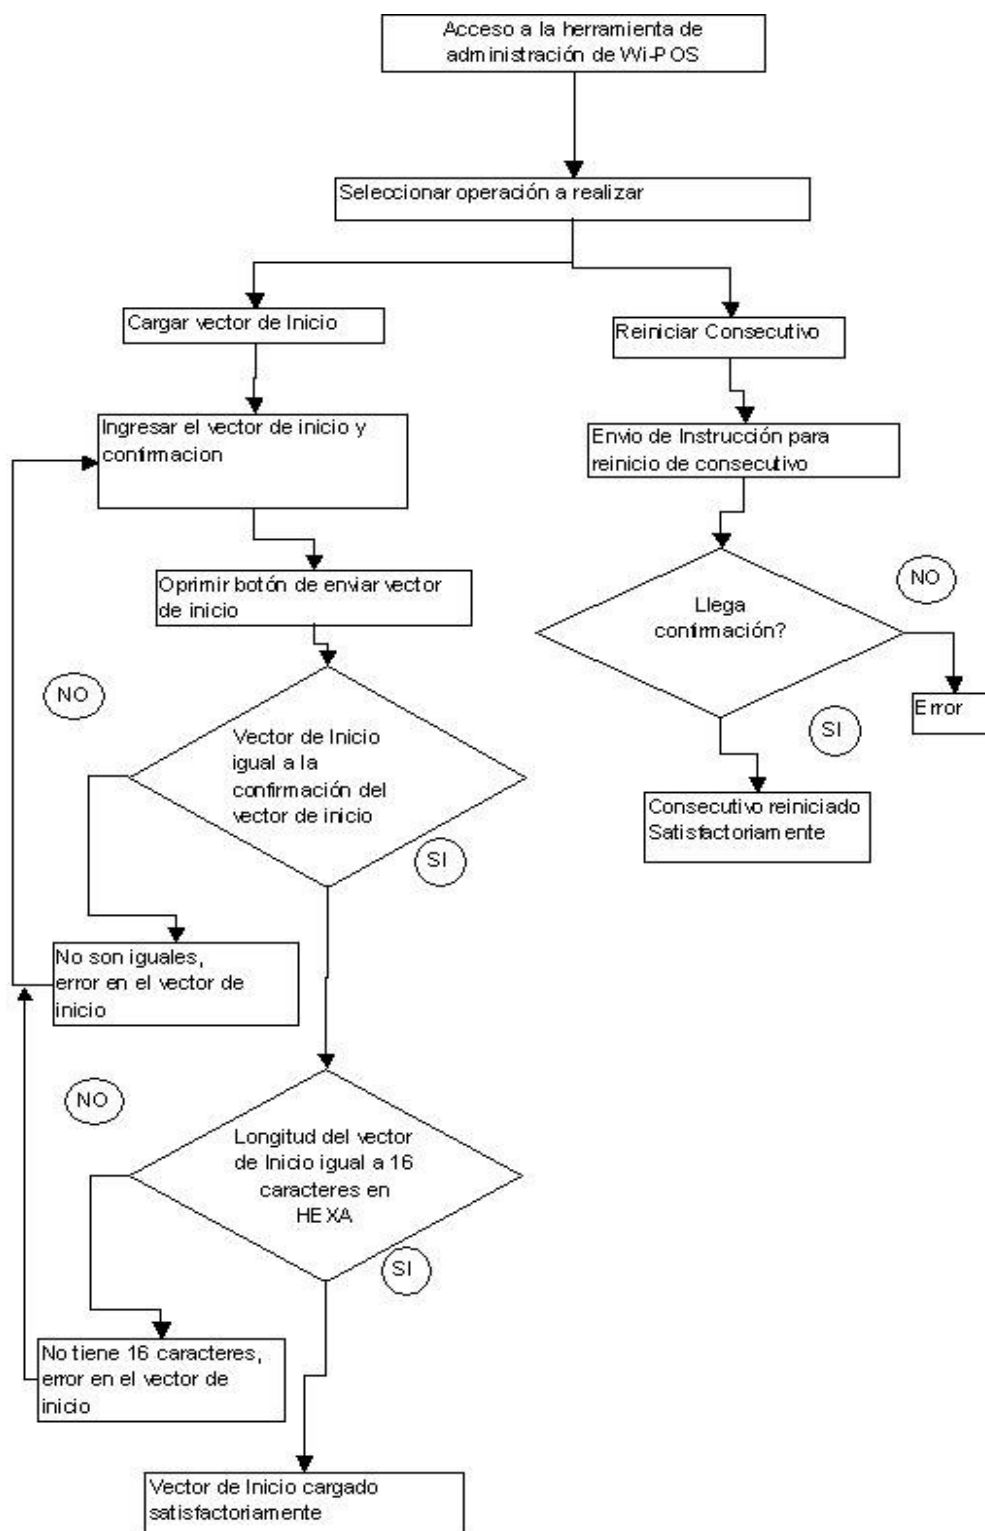 Acceso a la herramienta de
administración de Wi-POS
Seleccionar operación a realizar
Cargar vector de Inicio
Reiniciar Consecutivo
Ingresar el vector de inicio y
confirmacion
Envio de Instrucción para
reinicio de consecutivo
Oprimir botón de enviar vector
de inicio
Llega
confirmación?
NO
Error
SI
Consecutivo reiniciado
Satisfactoriamente
NO
Vector de Inicio
igual a la
confirmación del
vector de inicio
SI
No son iguales,
error en el vector de
inicio
NO
Longitud del vector
de Inicio igual a 16
caracteres en
HEXA
SI
No tiene 16 caracteres,
error en el vector de
inicio
Vector de Inicio cargado
satisfactoriamente